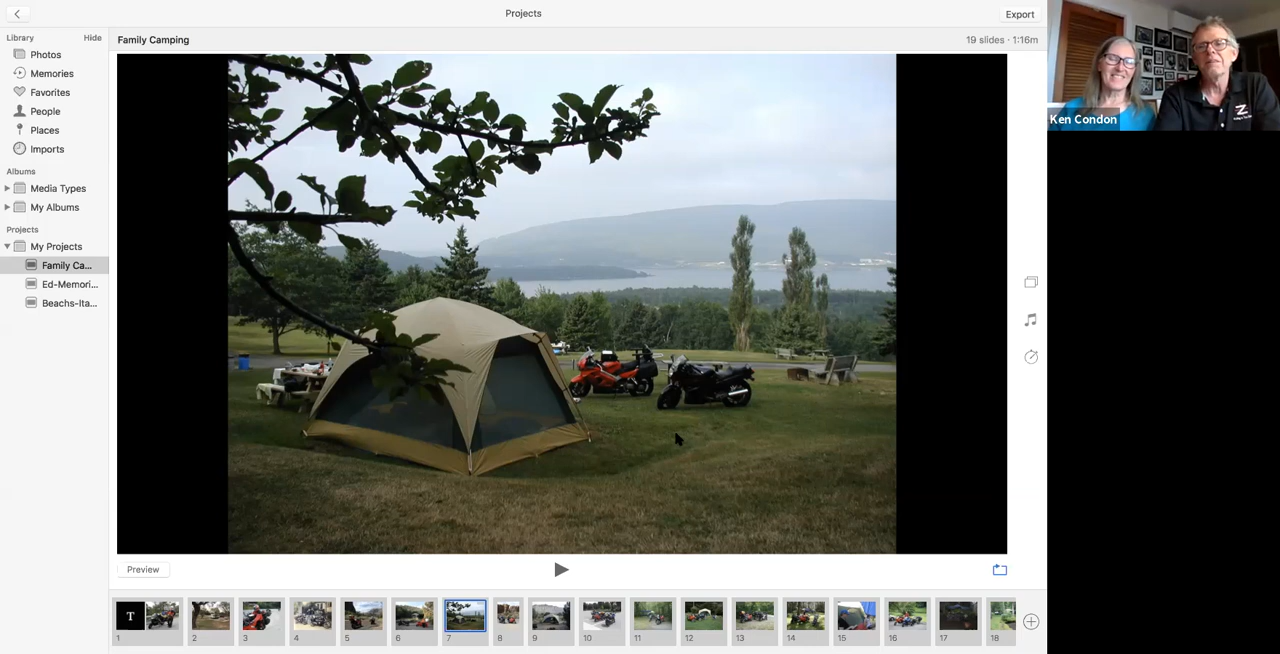 Projects
Export
Library
Hide
Photos
Memories
Favorites
People
Places
Imports
Albums
Media Types
My Albums
Projects
My Projects
Family Ca...
Ed-Memori...
Beachs-Ita...
Family Camping
19 slides · 1:16m
Ken Condon
Z
Preview
T
1
2
3
4
5
6
7
8
9
10
11
12
13
14
15
16
17
18